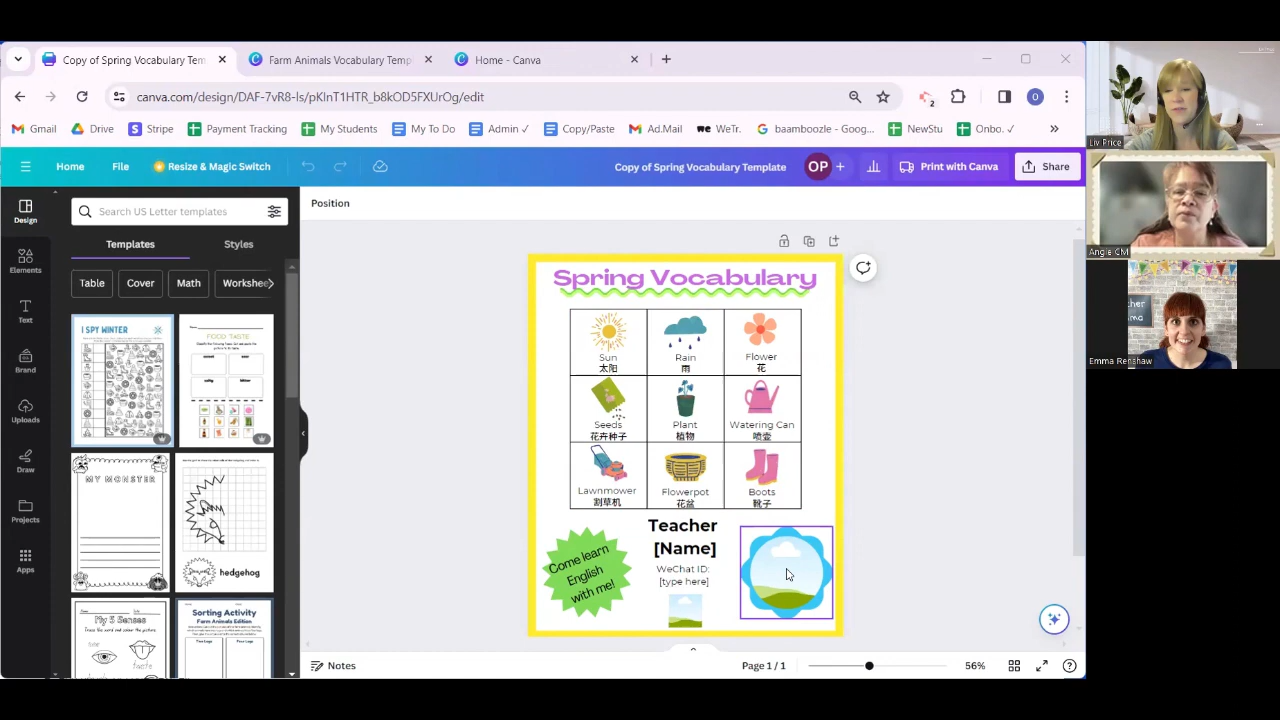 Copy of Spring Vocabulary Tem
Farm Animals Vocabulary Temp
Home - Canva
canva.com/design/DAF-7vR8-Is/pKlnT1HTR_b8kOD5FXUrOg/edit
2
O
Gmail
Drive
Stripe
Payment Tracking
My Students
My To Do
Admin ✓
Copy/Paste
Ad.Mail
WeTr.
baamboozle - Goog...
NewStu
Onbo. ✓
Home
File
Resize & Magic Switch
Copy of Spring Vocabulary Template
OP
Print with Canva
Share
Design
Elements
Text
Brand
Uploads
Draw
Projects
Apps
Search US Letter templates
Templates
Styles
Table
Cover
Math
Workshee
I SPY WINTER
FOOD TASTE
MY MONSTER
hedgehog
My 5 Senses
Sorting Activity
Farm Animals Edition
Position
Spring Vocabulary
Sun
太阳
Rain
雨
Flower
花
Seeds
花卉种子
Plant
植物
Watering Can
喷壶
Lawnmower
割草机
Flowerpot
花盆
Boots
靴子
Come learn
English
with me!
Teacher
[Name]
WeChat ID:
[type here]
Notes
Page 1 / 1
56%
Liv Price
Angie CM
Emma Renshaw